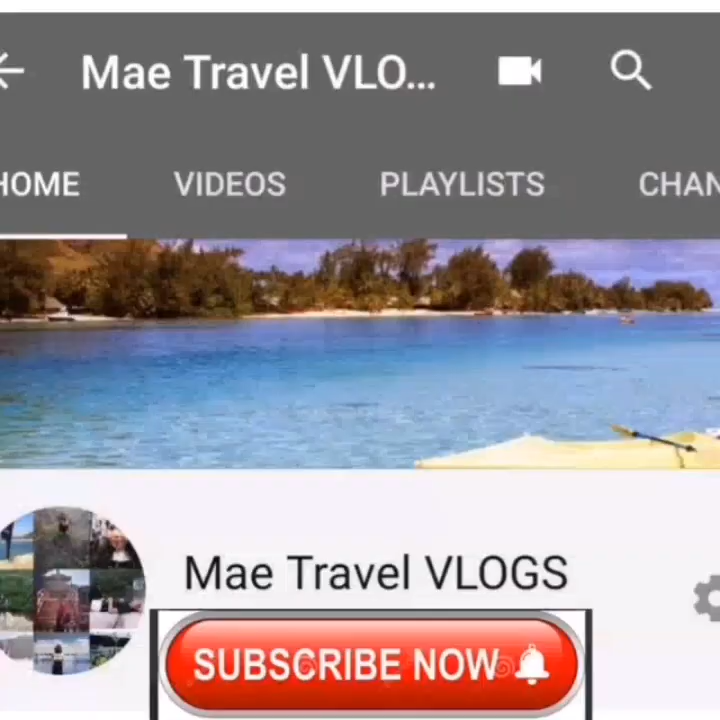 Mae Travel VLO...
HOME VIDEOS PLAYLISTS CHAN
Mae Travel VLOGS
SUBSCRIBE NOW